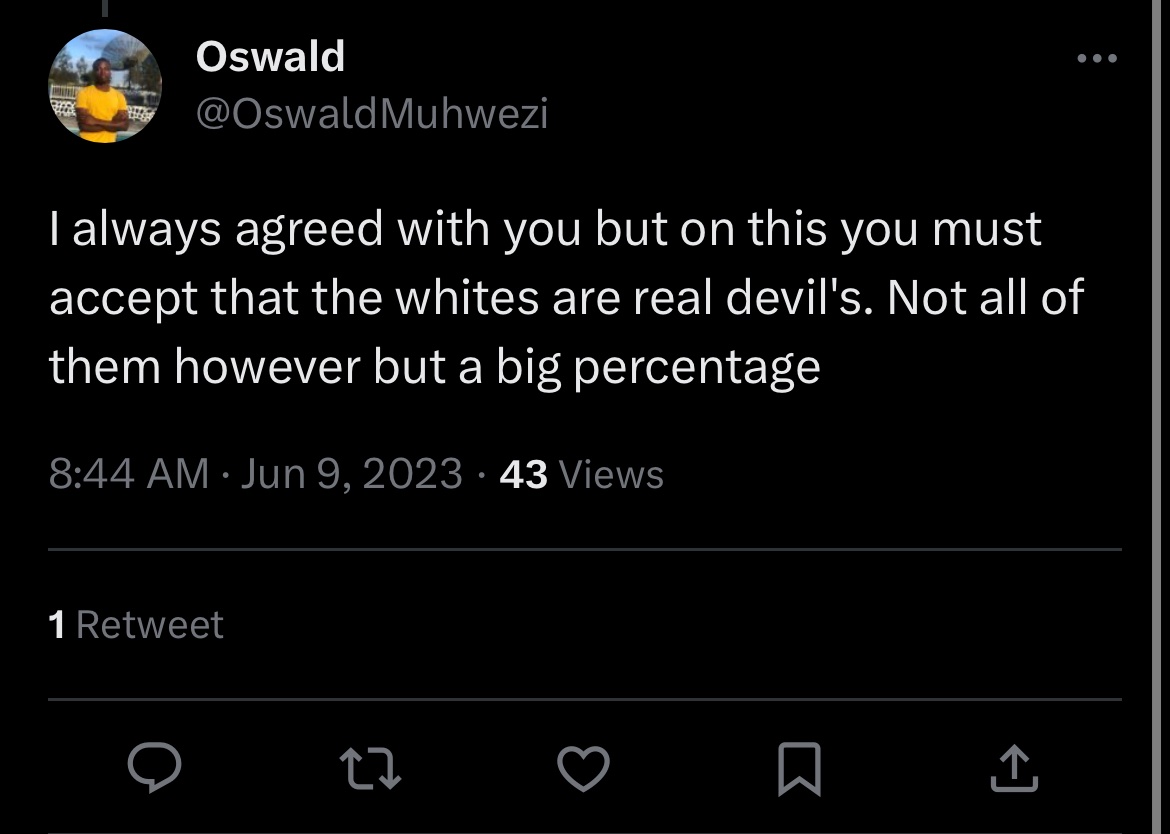 Oswald
@OswaldMuhwezi
I always agreed with you but on this you must
accept that the whites are real devil's. Not all of
them however but a big percentage
8:44 AM · Jun 9, 2023 · 43 Views
1 Retweet